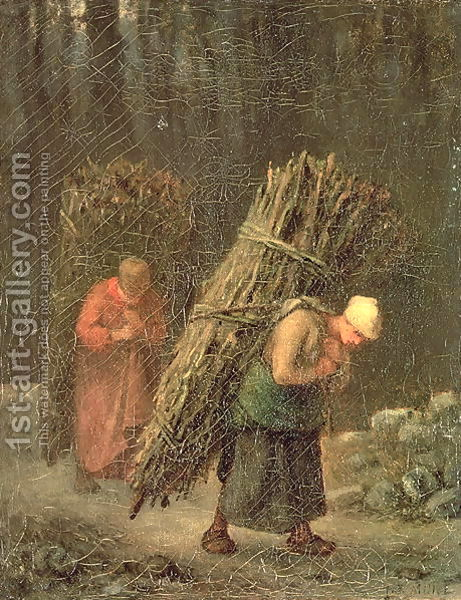 1st-art-gallery.com
This watermark does not appear on the painting